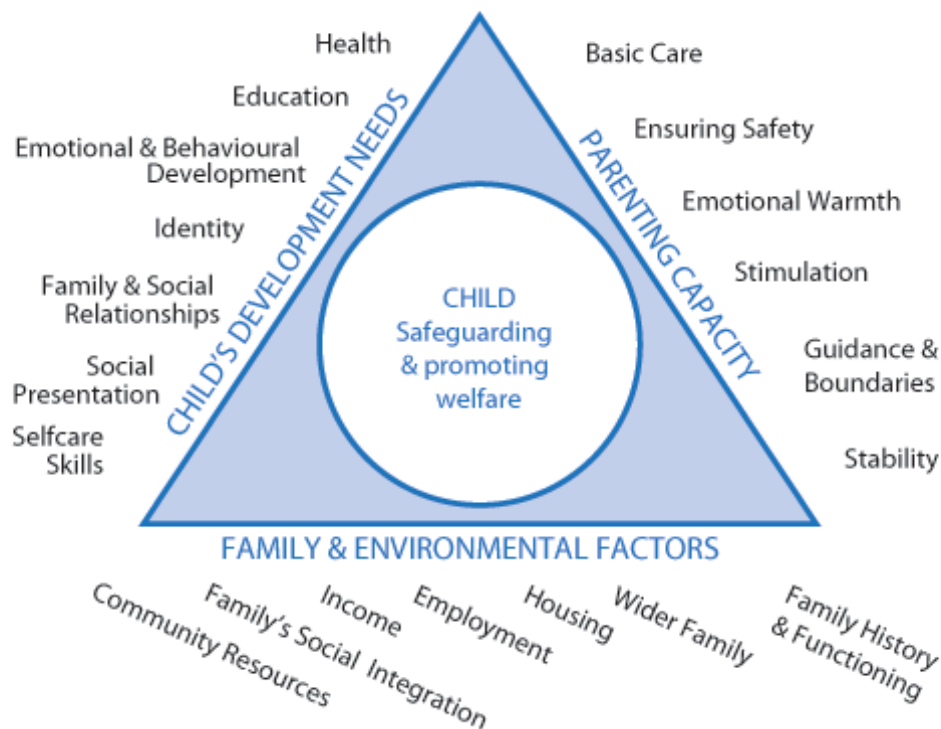 Health
Education
Emotional & Behavioural
Development
Identity
Family & Social
Relationships
Social
Presentation
Selfcare
Skills
CHILD'S DEVELOPMENT NEEDS
CHILD
Safeguarding
& promoting
welfare
PARENTING CAPACITY
Basic Care
Ensuring Safety
Emotional Warmth
Stimulation
Guidance &
Boundaries
Stability
FAMILY & ENVIRONMENTAL FACTORS
Community Resources
Family's Social Integration
Income
Employment
Housing
Wider Family
Family History
& Functioning